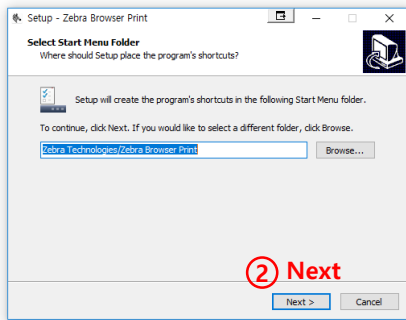 Setup - Zebra Browser Print
Select Start Menu Folder
Where should Setup place the program's shortcuts?
Setup will create the program's shortcuts in the following Start Menu folder.
To continue, click Next. If you would like to select a different folder, click Browse.
Zebra Technologies/Zebra Browser Print
Browse...
② Next
Next >
Cancel